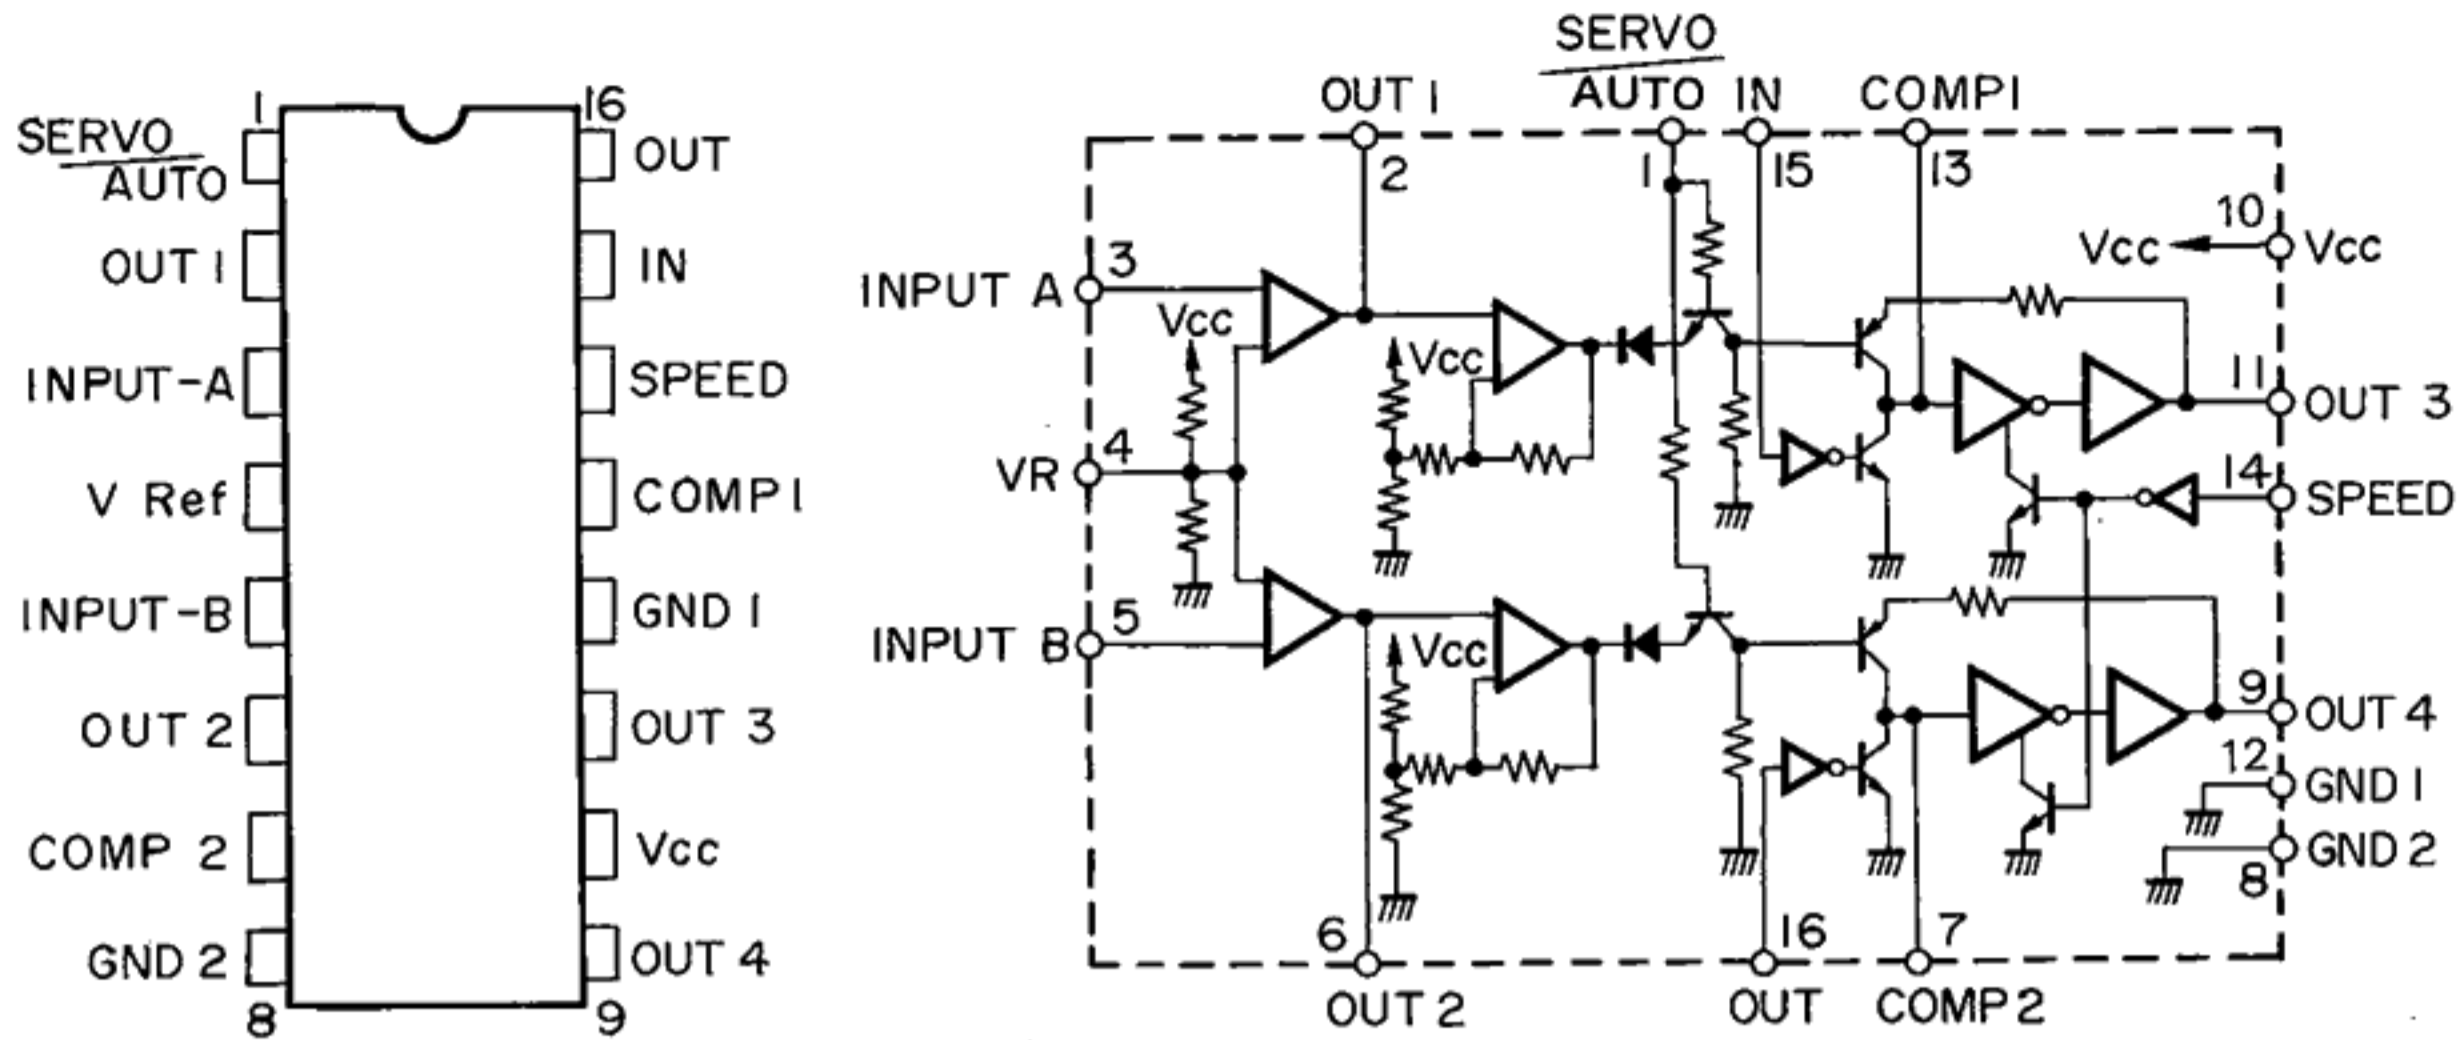 1
16
SERVO
AUTO
OUT
OUT 1
IN
INPUT-A
SPEED
V Ref
COMP1
INPUT-B
GND 1
OUT 2
OUT 3
COMP 2
Vcc
GND 2
OUT 4
8
9
SERVO
OUT 1
AUTO
IN
COMP1
2
1
15
13
10
Vcc
Vcc
3
INPUT A
Vcc
Vcc
11
OUT 3
4
VR
14
SPEED
5
INPUT B
Vcc
9
OUT 4
12
GND 1
GND 2
8
6
16
7
OUT 2
OUT
COMP 2